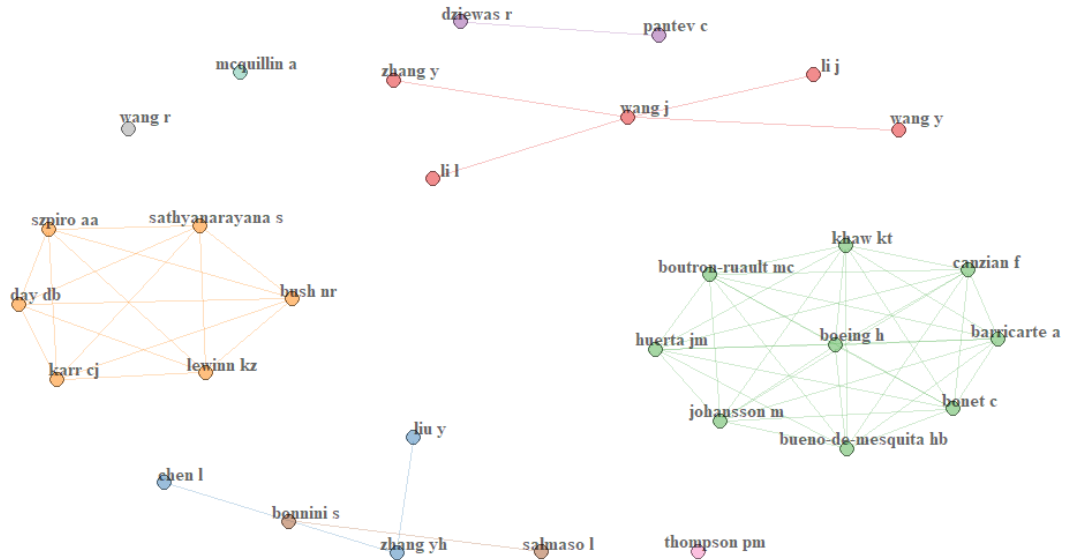 dziewas r
pantev c
mcquillin a
zhang y
li j
wang j
wang r
wang y
li l
szpiro aa
sathyanarayana s
khaw kt
boutron-ruault mc
canzian f
day db
bush nr
huerta jm
boeing h
barricarte a
karr cj
lewinn kz
johansson m
bonet c
liu y
bueno-de-mesquita hb
chen l
bonnini s
zhang yh
salmaso l
thompson pm